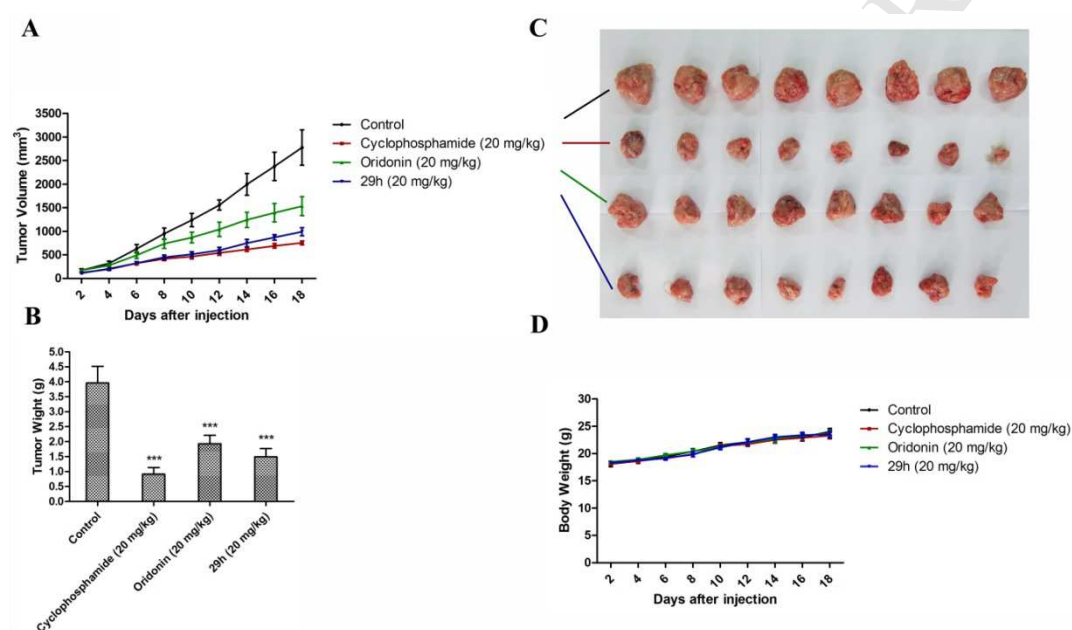 A
Tumor Volume (mm³)
3500
3000
2500
2000
1500
1000
500
0
2 4 6 8 10 12 14 16 18
Days after injection
Control
Cyclophosphamide (20 mg/kg)
Oridonin (20 mg/kg)
29h (20 mg/kg)
B
Tumor Wight (g)
5.0
4.5
4.0
3.5
3.0
2.5
2.0
1.5
1.0
0.5
0.0
***
***
***
Control
Cyclophosphamide (20 mg/kg)
Oridonin (20 mg/kg)
29h (20 mg/kg)
C
D
Body Weight (g)
30
25
20
15
10
5
0
2 4 6 8 10 12 14 16 18
Days after injection
Control
Cyclophosphamide (20 mg/kg)
Oridonin (20 mg/kg)
29h (20 mg/kg)